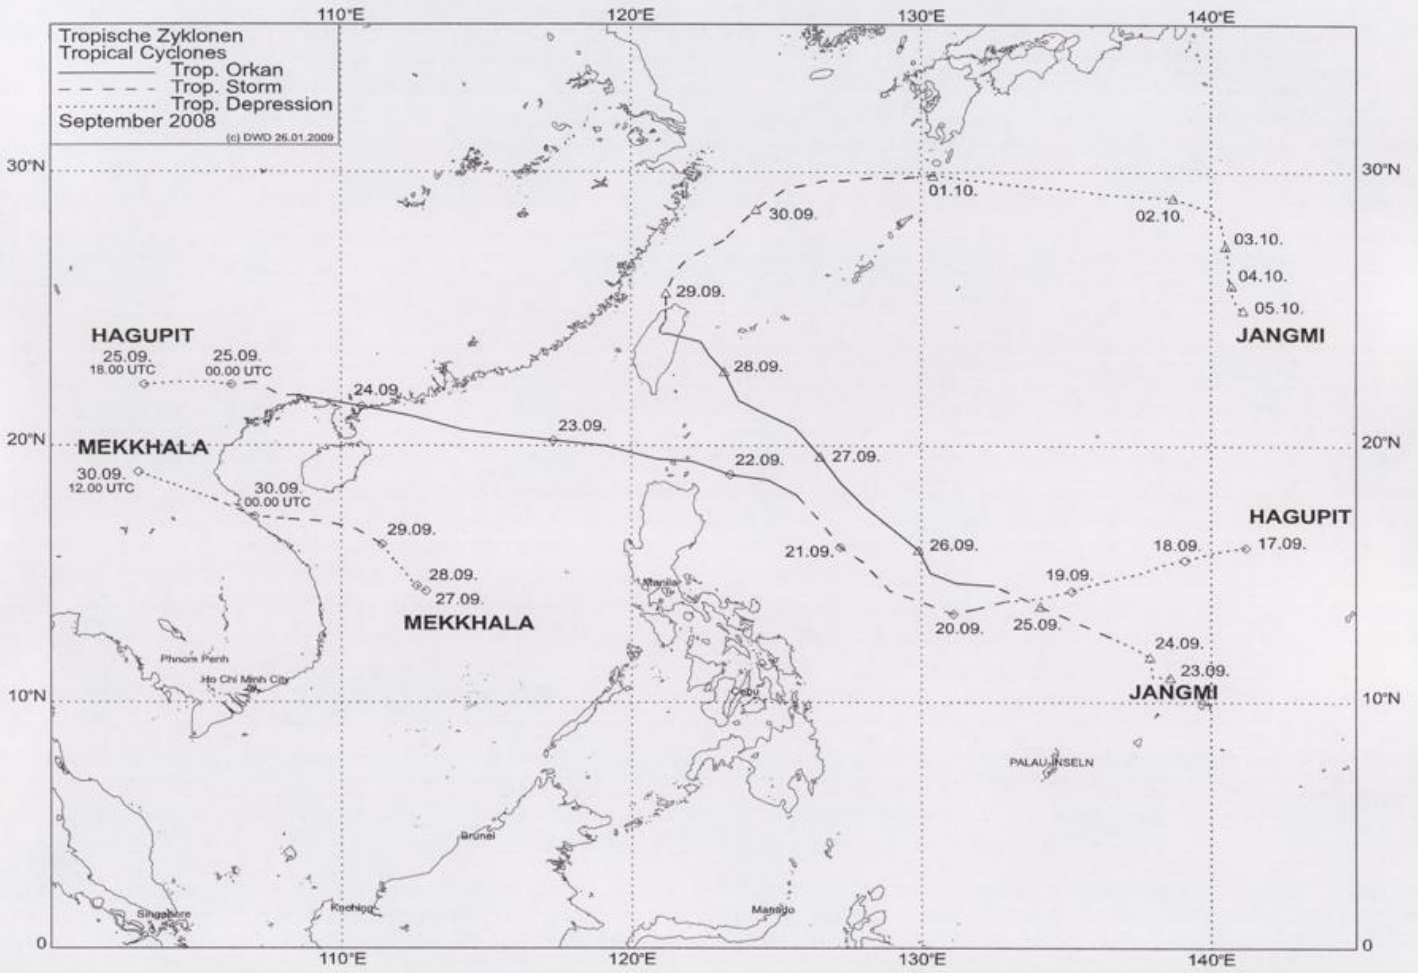 110°E
120°E
130°E
140°E
Tropische Zyklonen
Tropical Cyclones
Trop. Orkan
Trop. Storm
Trop. Depression
September 2008
(c) DWD 26.01.2009
30°N
30°N
01.10.
30.09.
02.10.
03.10.
04.10.
05.10.
29.09.
JANGMI
HAGUPIT
25.09.
18.00 UTC
25.09.
00.00 UTC
28.09.
24.09
23.09.
20°N
20°N
MEKKHALA
30.09.
12.00 UTC
30.09.
00.00 UTC
22.09.
27.09.
HAGUPIT
29.09.
21.09.
26.09.
18.09.
17.09.
28.09.
27.09.
MEKKHALA
Manila
19.09.
20.09.
25.09.
24.09.
23.09.
JANGMI
Phnom Penh
Ho Chi Minh City
Cebu
10°N
10°N
PALAU-INSELN
Brunei
Kuching
Manado
Singapore
0
0
110°E
120°E
130°E
140°E